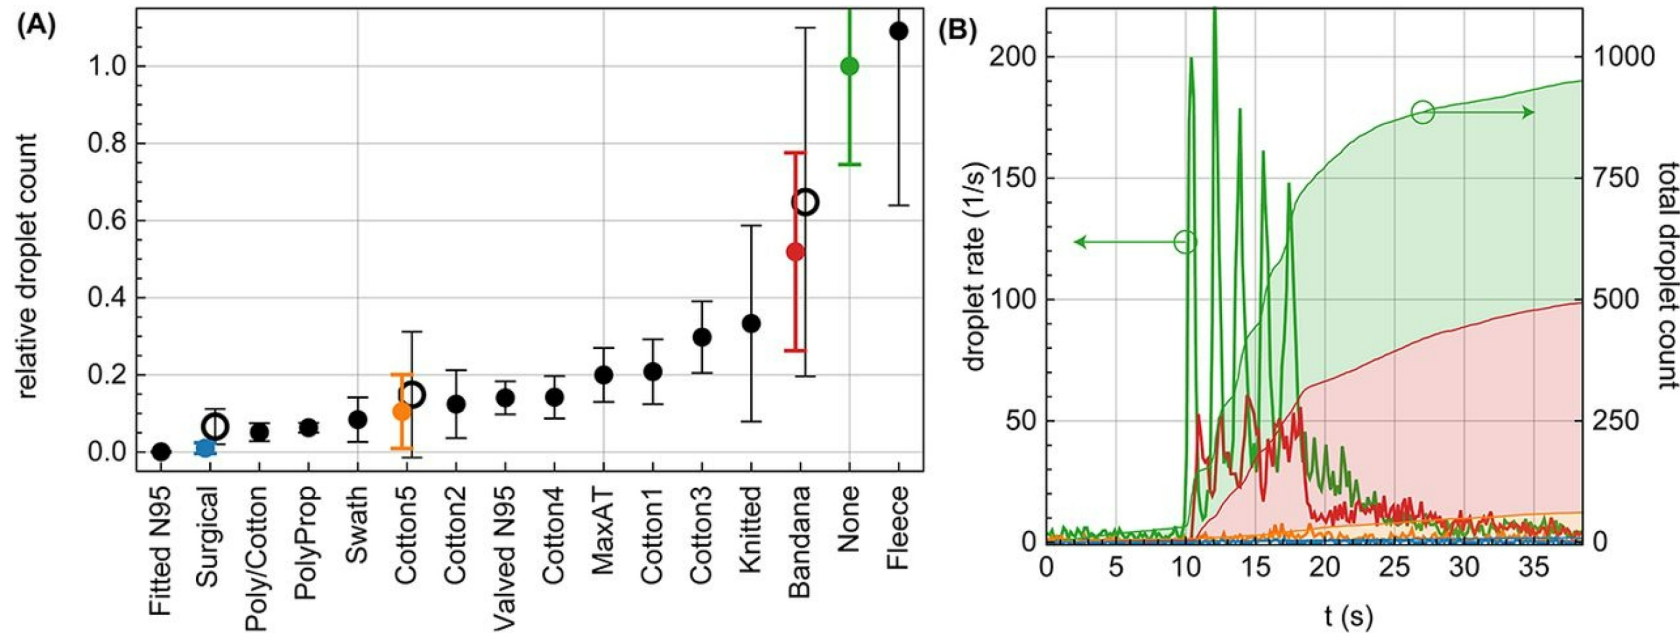 (A)
relative droplet count
1.0
0.8
0.6
0.4
0.2
0.0
Fitted N95
Surgical
Poly/Cotton
PolyProp
Swath
Cotton5
Cotton2
Valved N95
Cotton4
MaxAT
Cotton1
Cotton3
Knitted
Bandana
None
Fleece
(B)
droplet rate (1/s)
200
150
100
50
0
0 5 10 15 20 25 30 35
t (s)
1000
750
500
250
0
total droplet count